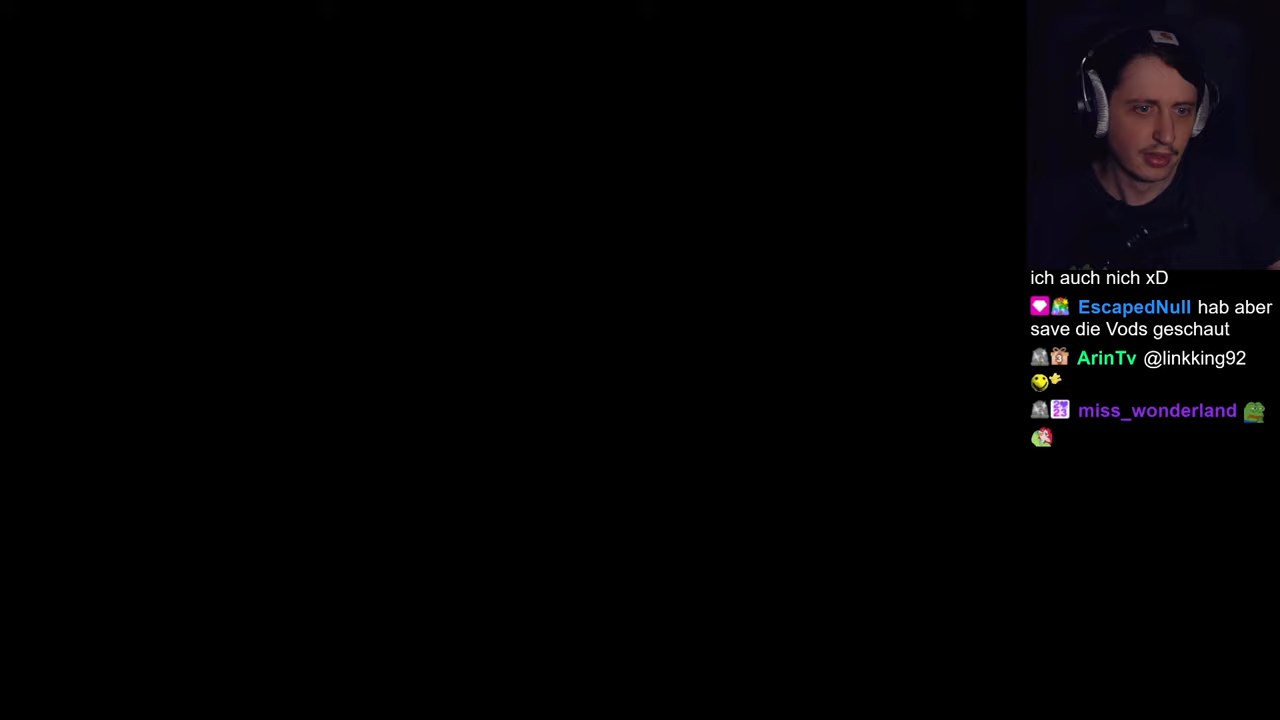 ich auch nich xD
EscapedNull hab aber
save die Vods geschaut
ArinTv @linkking92
miss_wonderland